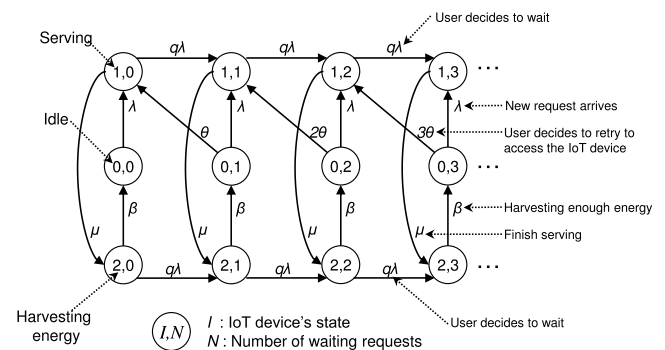 User decides to wait
Serving
qλ qλ qλ
1,0 1,1 1,2 1,3 ...
λ λ λ λ New request arrives
Idle
θ 2θ 3θ User decides to retry to
access the IoT device
0,0 0,1 0,2 0,3 ...
β β β β Harvesting enough energy
μ μ μ μ Finish serving
2,0 2,1 2,2 2,3 ...
qλ qλ qλ
Harvesting
energy
User decides to wait
I,N
I : IoT device's state
N : Number of waiting requests